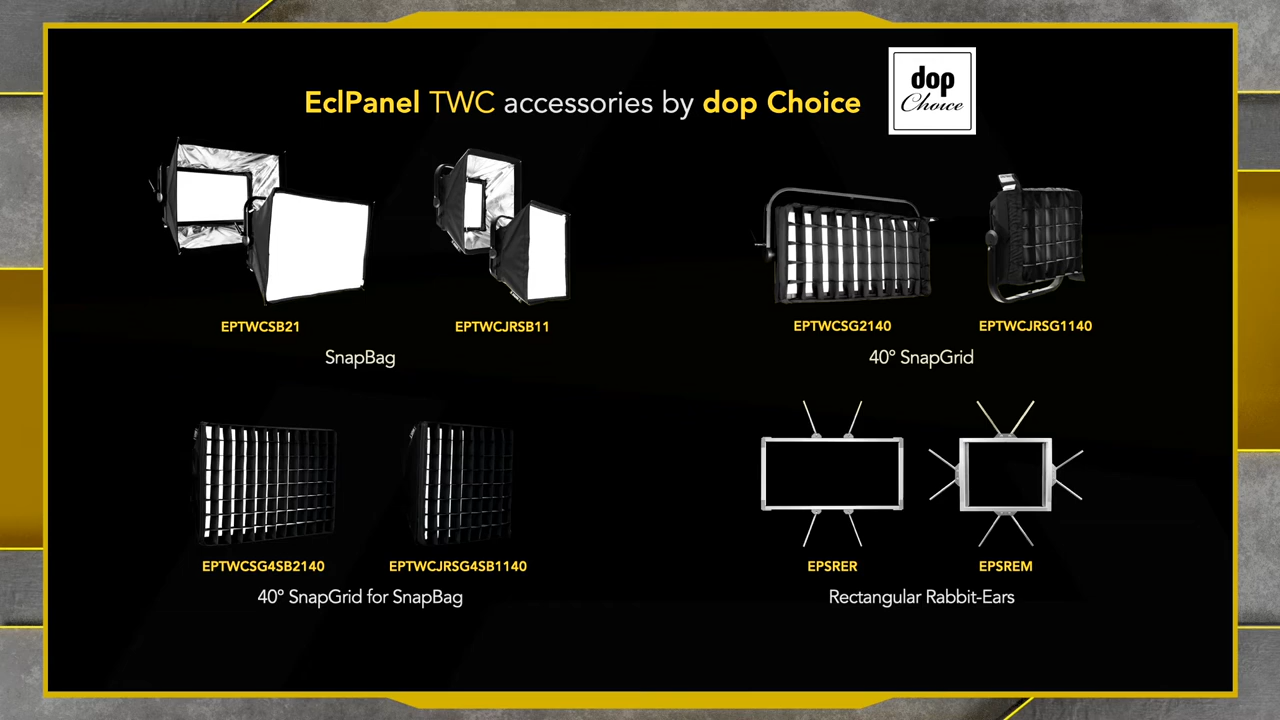 EclPanel TWC accessories by dop Choice
dop
Choice
EPTWCSB21
EPTWCJRSB11
SnapBag
EPTWCSG2140
EPTWCJRSG1140
40° SnapGrid
EPTWCSG4SB2140
EPTWCJRSG4SB1140
40° SnapGrid for SnapBag
EPSRER
EPSREM
Rectangular Rabbit-Ears